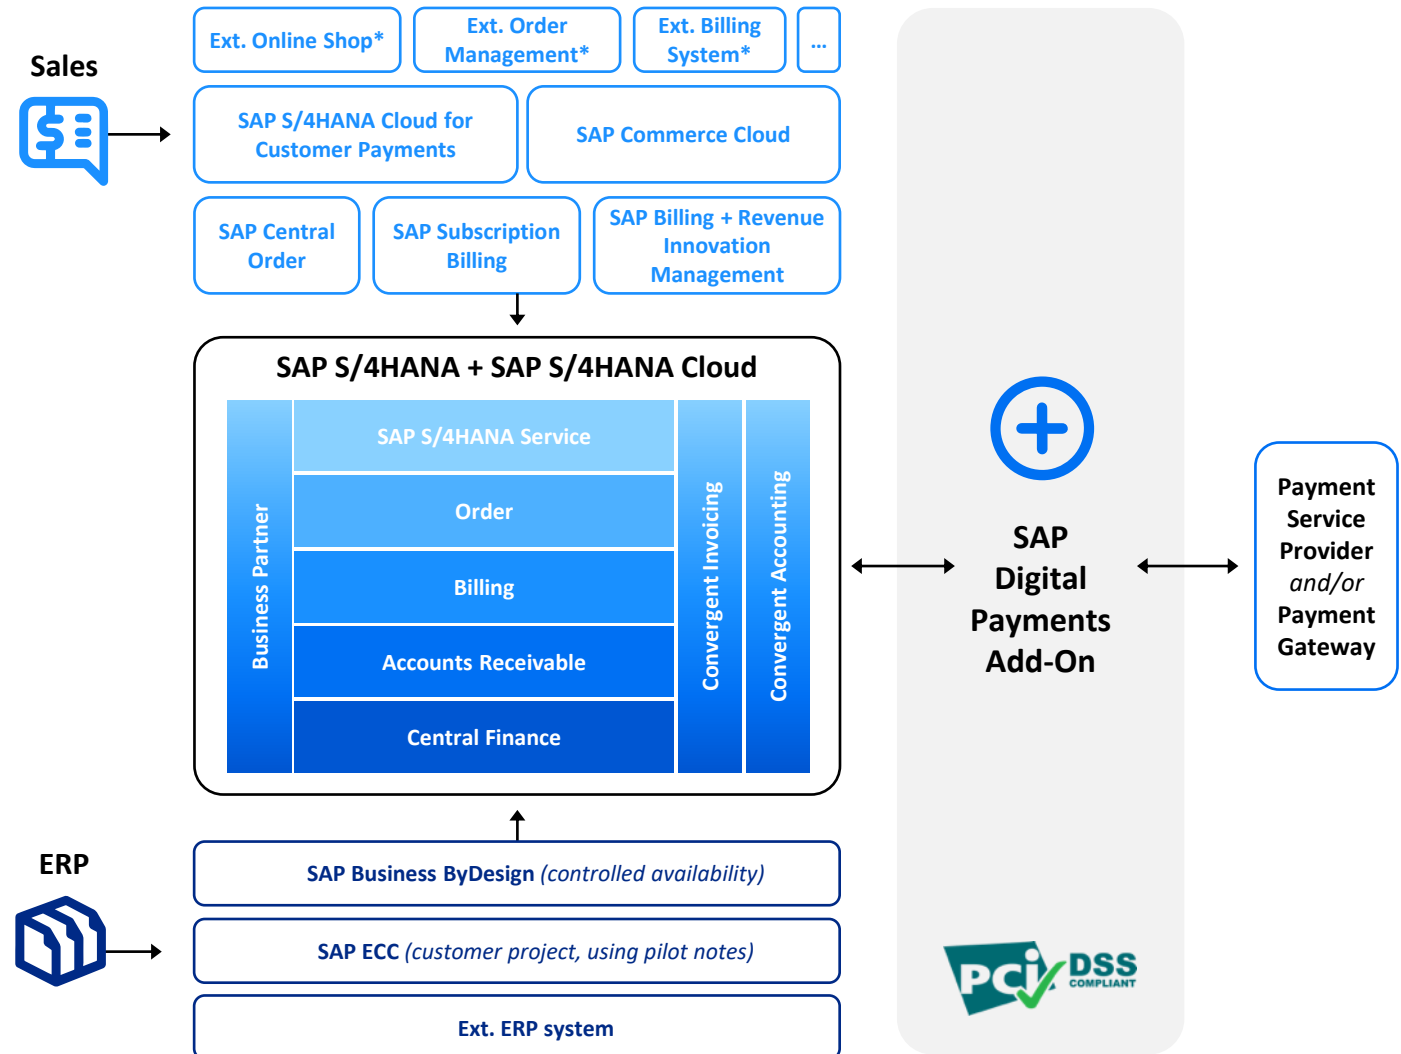 Sales
Ext. Online Shop*
Ext. Order
Management*
Ext. Billing
System*
...
SAP S/4HANA Cloud for
Customer Payments
SAP Commerce Cloud
SAP Central
Order
SAP Subscription
Billing
SAP Billing + Revenue
Innovation
Management
SAP S/4HANA + SAP S/4HANA Cloud
Business Partner
SAP S/4HANA Service
Order
Billing
Accounts Receivable
Central Finance
Convergent Invoicing
Convergent Accounting
SAP
Digital
Payments
Add-On
Payment
Service
Provider
and/or
Payment
Gateway
ERP
SAP Business ByDesign (controlled availability)
SAP ECC (customer project, using pilot notes)
Ext. ERP system
PCi
DSS
COMPLIANT